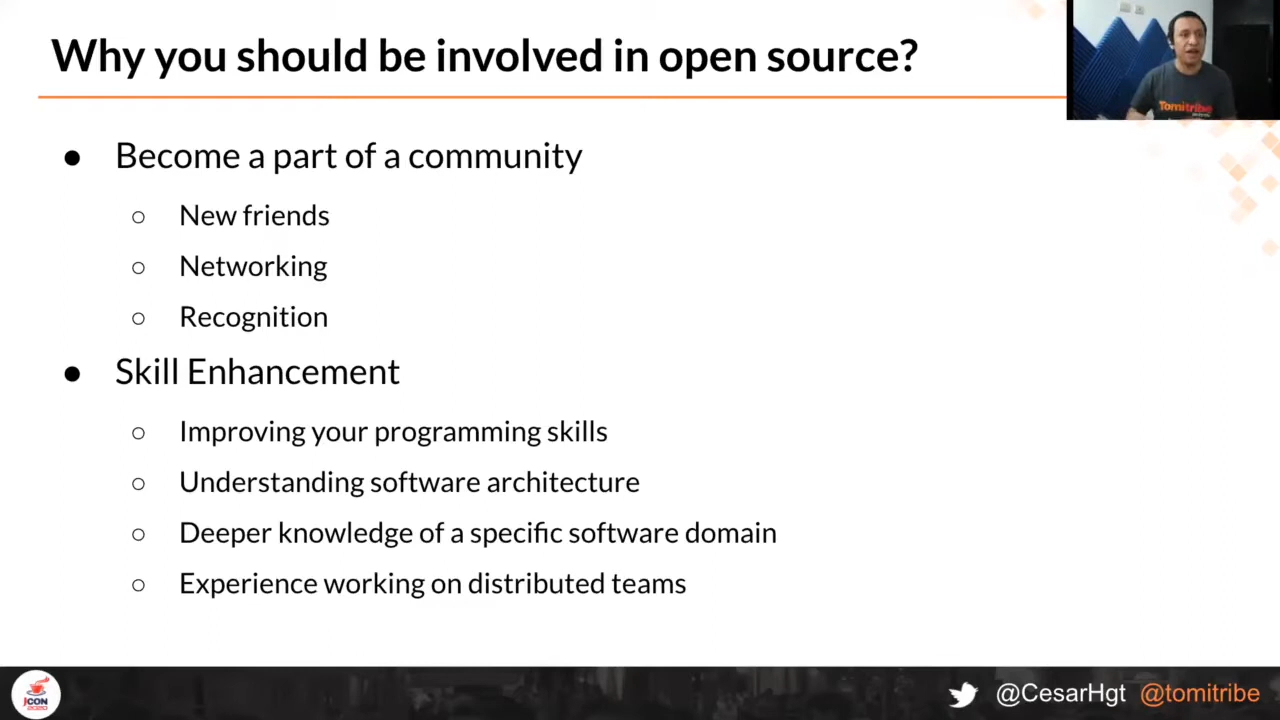 Why you should be involved in open source?
Tomitribe
● Become a part of a community
○ New friends
○ Networking
○ Recognition
● Skill Enhancement
○ Improving your programming skills
○ Understanding software architecture
○ Deeper knowledge of a specific software domain
○ Experience working on distributed teams
JCON
2020
@CesarHgt @tomitribe